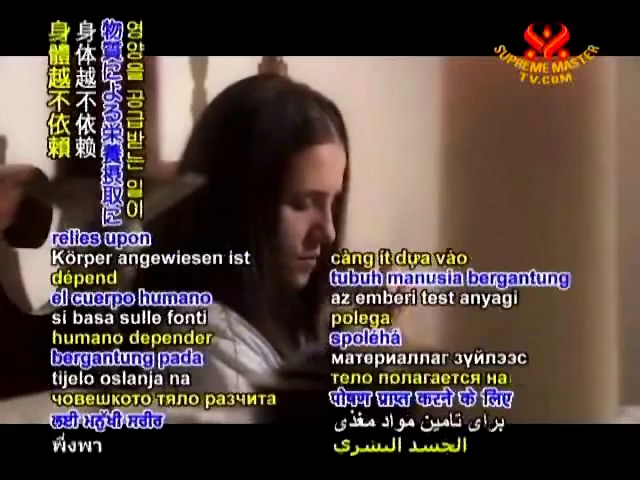 SUPREME MASTER
TV.COM
身體越不依賴
身体越不依赖
物質による栄養摂取に
영양을 공급받는 일이
relies upon
Körper angewiesen ist
dépend
el cuerpo humano
si basa sulle fonti
humano depender
bergantung pada
tijelo oslanja na
човешкото тяло разчита
ਲਈ ਮਨੁੱਖੀ ਸਰੀਰ
พึ่งพา
càng ít dựa vào
tubuh manusia bergantung
az emberi test anyagi
polega
spoléhá
материаллаг зүйлээс
тело полагается на
पोषण प्राप्त करने के लिए
برای تامین مواد مغذی
الجسد البشري